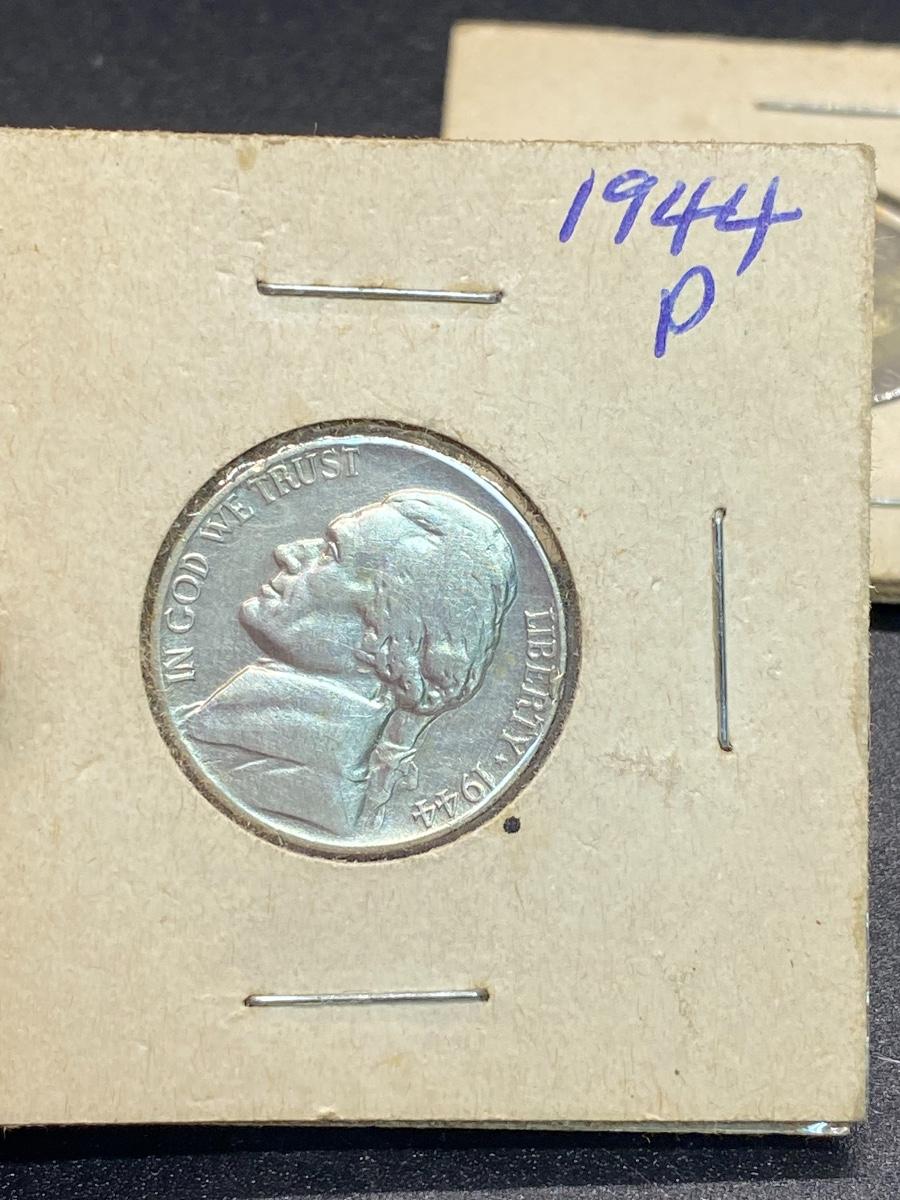 1944
P
IN GOD WE TRUST
LIBERTY ★ 1944